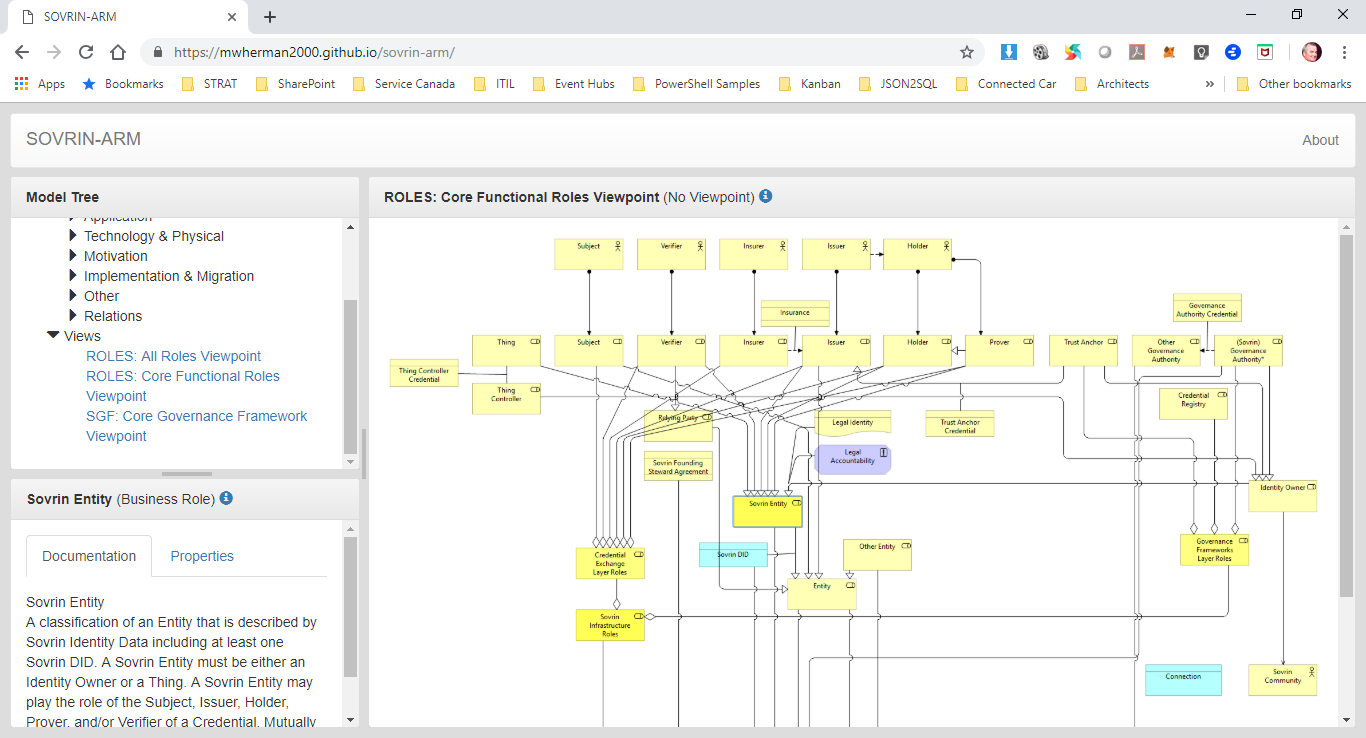 SOVRIN-ARM
https://mwherman2000.github.io/sovrin-arm/
Apps
Bookmarks
STRAT
SharePoint
Service Canada
ITIL
Event Hubs
PowerShell Samples
Kanban
JSON2SQL
Connected Car
Architects
»
Other bookmarks
SOVRIN-ARM
About
Model Tree
Application
Technology & Physical
Motivation
Implementation & Migration
Other
Relations
Views
ROLES: All Roles Viewpoint
ROLES: Core Functional Roles
Viewpoint
SGF: Core Governance Framework
Viewpoint
Sovrin Entity (Business Role)
Documentation
Properties
Sovrin Entity
A classification of an Entity that is described by
Sovrin Identity Data including at least one
Sovrin DID. A Sovrin Entity must be either an
Identity Owner or a Thing. A Sovrin Entity may
play the role of the Subject, Issuer, Holder,
Prover, and/or Verifier of a Credential. Mutually
ROLES: Core Functional Roles Viewpoint (No Viewpoint)
Subject
Verifier
Insurer
Issuer
Holder
Insurance
Governance
Authority Credential
Thing
Subject
Verifier
Insurer
Issuer
Holder
Prover
Trust Anchor
Other
Governance
Authority
(Sovrin)
Governance
Authority*
Thing Controller
Credential
Thing
Controller
Credential
Registry
Relying Party
Legal Identity
Trust Anchor
Credential
Sovrin Founding
Steward Agreement
Legal
Accountability
Identity Owner
Sovrin Entity
Sovrin DID
Other Entity
Governance
Frameworks
Layer Roles
Credential
Exchange
Layer Roles
Entity
Sovrin
Infrastructure
Roles
Connection
Sovrin
Community